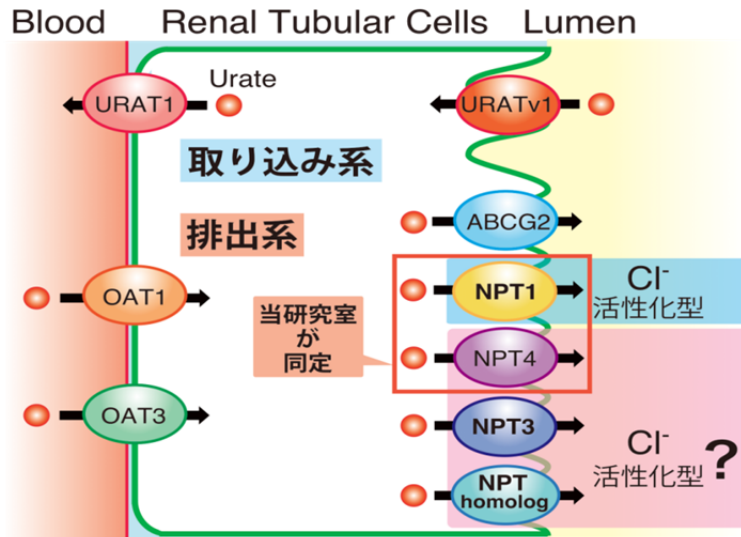 Blood Renal Tubular Cells Lumen
Urate
URAT1
URATv1
取り込み系
排出系
ABCG2
OAT1
NPT1
Cl-
活性化型
当研究室
が
同定
NPT4
OAT3
NPT3
Cl-
活性化型?
NPT
homolog